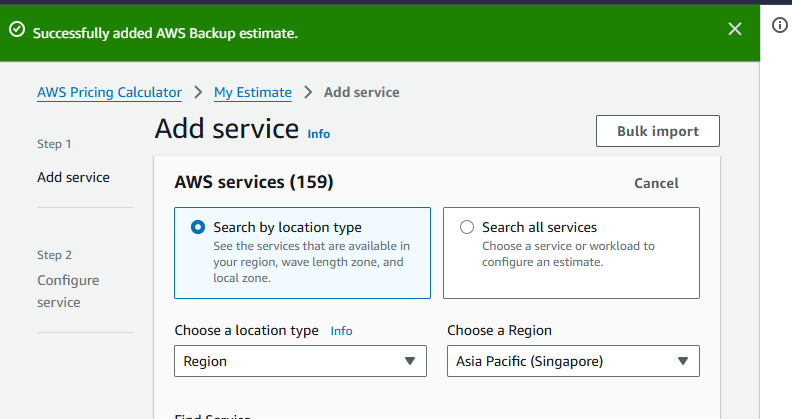 Successfully added AWS Backup estimate.
AWS Pricing Calculator > My Estimate > Add service
Step 1
Add service
Step 2
Configure
service
Add service Info
Bulk import
AWS services (159)
Cancel
Search by location type
See the services that are available in
your region, wave length zone, and
local zone.
Search all services
Choose a service or workload to
configure an estimate.
Choose a location type Info
Region
Choose a Region
Asia Pacific (Singapore)